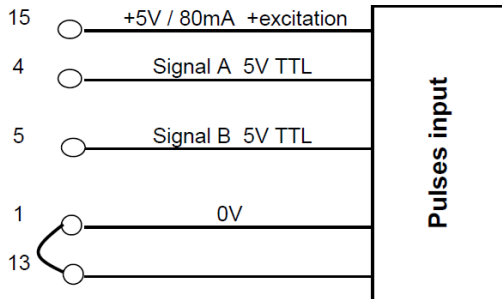 15 +5V / 80mA +excitation
4 Signal A 5V TTL
5 Signal B 5V TTL
1 0V
13
Pulses input